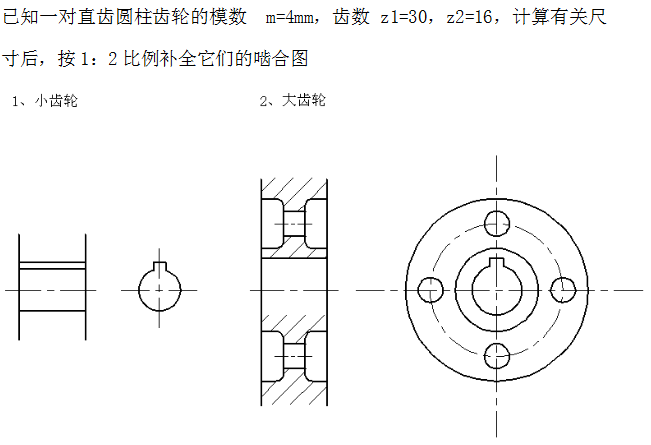 已知一对直齿圆柱齿轮的模数 m=4mm，齿数 z1=30，z2=16，计算有关尺
寸后，按1：2比例补全它们的啮合图
1、小齿轮 2、大齿轮